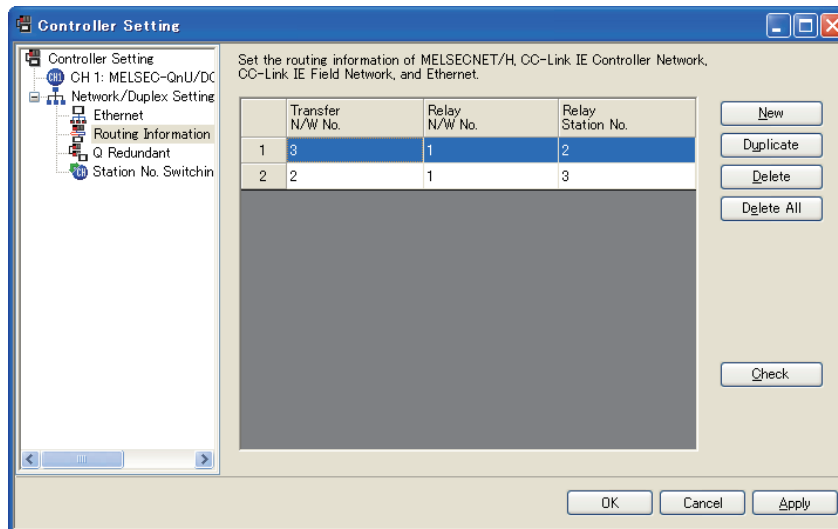 Controller Setting
Controller Setting
CH1 CH 1: MELSEC-QnU/DC
Network/Duplex Setting
Ethernet
Routing Information
Q Redundant
CH Station No. Switchin
Set the routing information of MELSECNET/H, CC-Link IE Controller Network,
CC-Link IE Field Network, and Ethernet.
Transfer N/W No. Relay N/W No. Relay Station No.
1 3 1 2
2 2 1 3
New
Duplicate
Delete
Delete All
Check
OK Cancel Apply